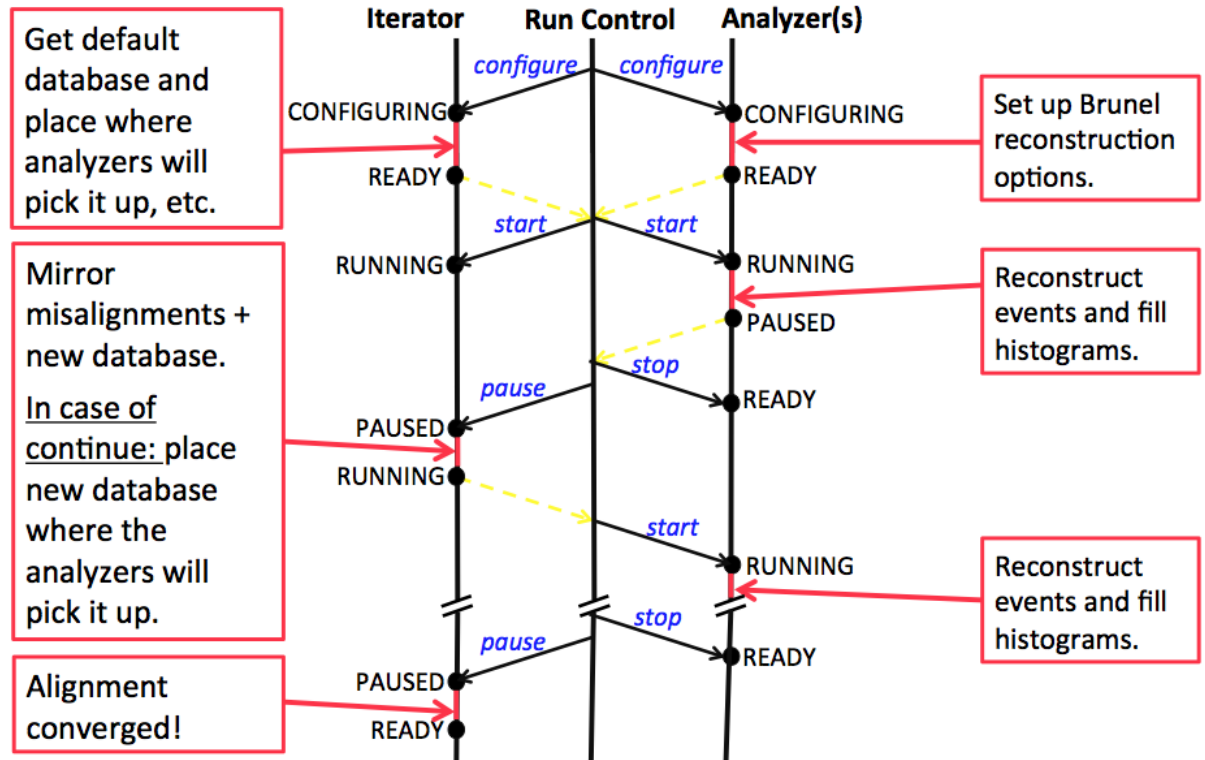 Iterator Run Control Analyzer(s)
Get default
database and
place where
analyzers will
pick it up, etc.
configure configure
CONFIGURING CONFIGURING
Set up Brunel
reconstruction
options.
READY READY
start start
RUNNING RUNNING
Mirror
misalignments +
new database.
In case of
continue: place
new database
where the
analyzers will
pick it up.
Reconstruct
events and fill
histograms.
PAUSED
stop
pause
READY
PAUSED
RUNNING
start
RUNNING
Reconstruct
events and fill
histograms.
stop
pause
READY
PAUSED
Alignment
converged!
READY